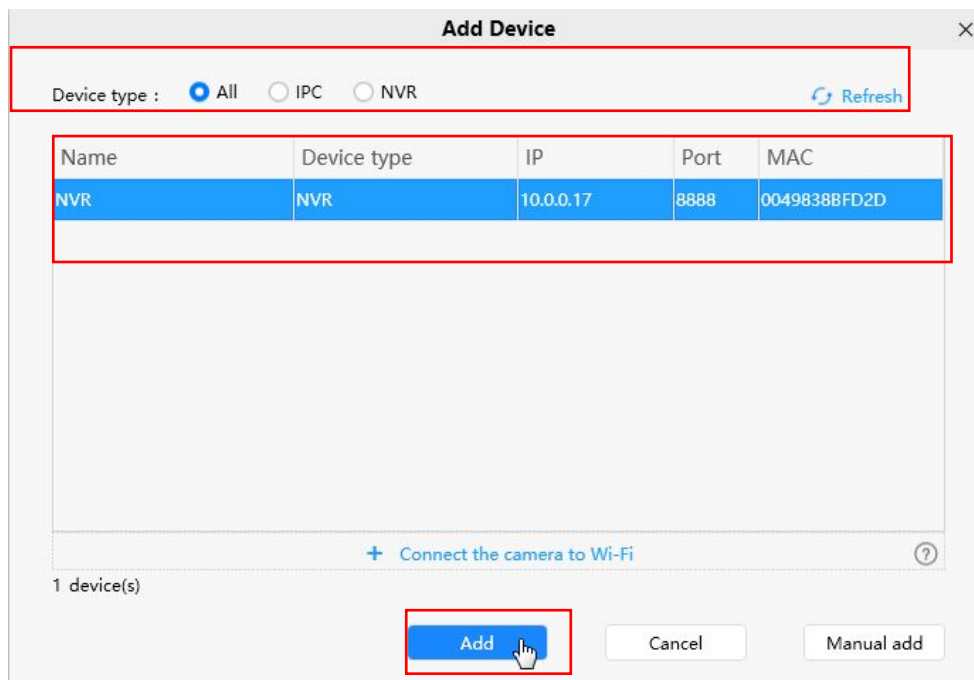 Add Device
Device type : All IPC NVR Refresh
Name Device type IP Port MAC
NVR NVR 10.0.0.17 8888 0049838BFD2D
+ Connect the camera to Wi-Fi ?
1 device(s)
Add Cancel Manual add